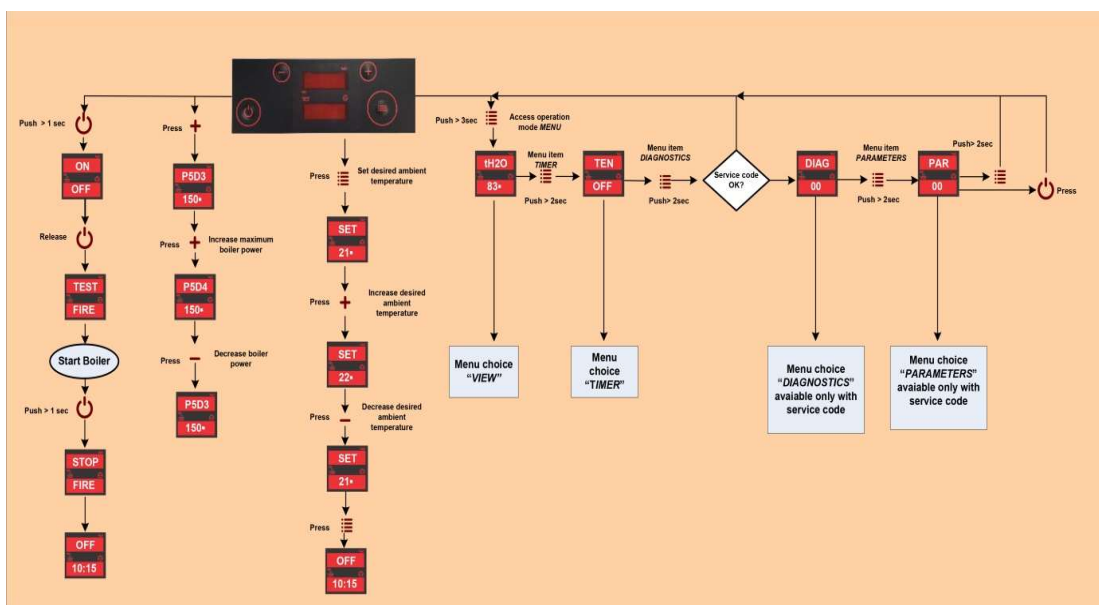 Push > 1 sec
ON
OFF
Release
TEST
FIRE
Start Boiler
Push > 1 sec
STOP
FIRE
OFF
10:15
Press
P5D3
150▪
Press
Increase maximum
boiler power
P5D4
150▪
Press
Decrease boiler
power
P5D3
150▪
Press
Set desired ambient
temperature
SET
21▪
Press
Increase desired
ambient
temperature
SET
22▪
Press
Decrease desired
ambient
temperature
SET
21▪
Press
OFF
10:15
Push > 3sec
Access operation
mode MENU
tH2O
83▪
Menu item
TIMER
Push > 2sec
TEN
OFF
Menu item
DIAGNOSTICS
Push> 2sec
Service code
OK?
DIAG
00
Menu item
PARAMETERS
Push > 2sec
PAR
00
Push> 2sec
Press
Menu choice
“VIEW”
Menu
choice
“TIMER”
Menu choice
“DIAGNOSTICS”
avaiable only with
service code
Menu choice
“PARAMETERS”
avaiable only with
service code